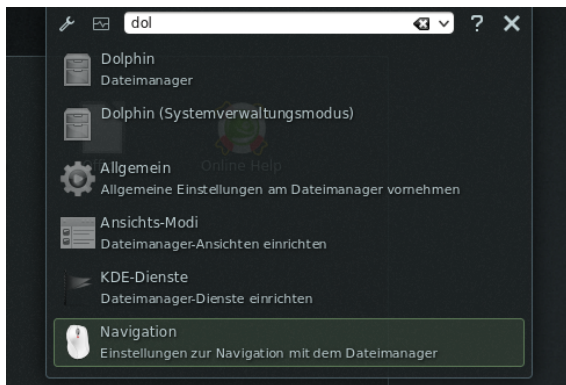 dol
?
Dolphin
Dateimanager
Dolphin (Systemverwaltungsmodus)
Online Help
Allgemein
Allgemeine Einstellungen am Dateimanager vornehmen
Ansichts-Modi
Dateimanager-Ansichten einrichten
KDE-Dienste
Dateimanager-Dienste einrichten
Navigation
Einstellungen zur Navigation mit dem Dateimanager